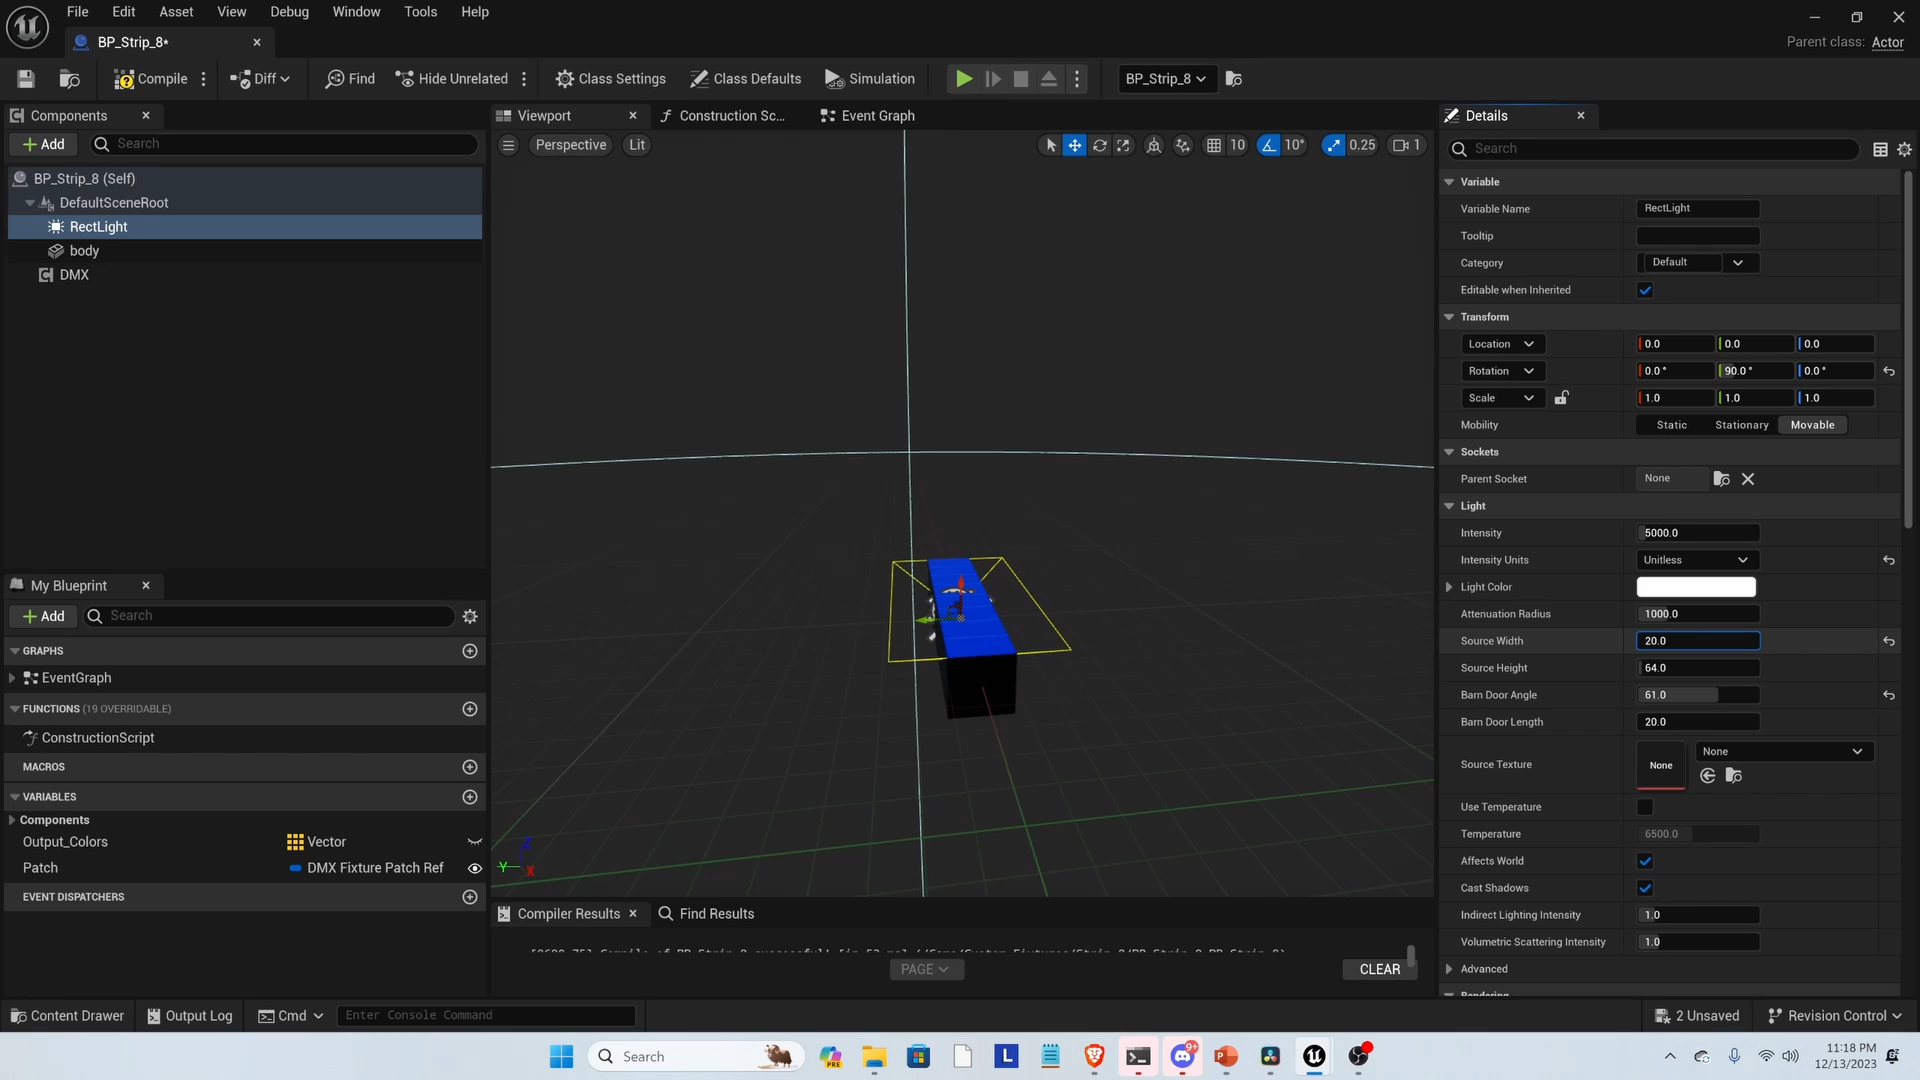 File Edit Asset View Debug Window Tools Help
BP_Strip_8*
Parent class: Actor
Compile Diff Find Hide Unrelated Class Settings Class Defaults Simulation BP_Strip_8
Components
Add Search
BP_Strip_8 (Self)
DefaultSceneRoot
RectLight
body
DMX
My Blueprint
Add Search
GRAPHS
EventGraph
FUNCTIONS (19 OVERRIDABLE)
ConstructionScript
MACROS
VARIABLES
Components
Output_Colors Vector
Patch DMX Fixture Patch Ref
EVENT DISPATCHERS
Viewport Construction Sc... Event Graph
Perspective Lit 10 10° 0.25 1
Z
Y X
Compiler Results Find Results
PAGE CLEAR
Details
Search
Variable
Variable Name RectLight
Tooltip
Category Default
Editable when Inherited
Transform
Location 0.0 0.0 0.0
Rotation 0.0 ° 90.0 ° 0.0 °
Scale 1.0 1.0 1.0
Mobility Static Stationary Movable
Sockets
Parent Socket None
Light
Intensity 5000.0
Intensity Units Unitless
Light Color
Attenuation Radius 1000.0
Source Width 20.0
Source Height 64.0
Barn Door Angle 61.0
Barn Door Length 20.0
Source Texture None None
Use Temperature
Temperature 6500.0
Affects World
Cast Shadows
Indirect Lighting Intensity 1.0
Volumetric Scattering Intensity 1.0
Advanced
Rendering
Content Drawer Output Log Cmd Enter Console Command 2 Unsaved Revision Control
Search PRE L 9+ 11:18 PM
12/13/2023